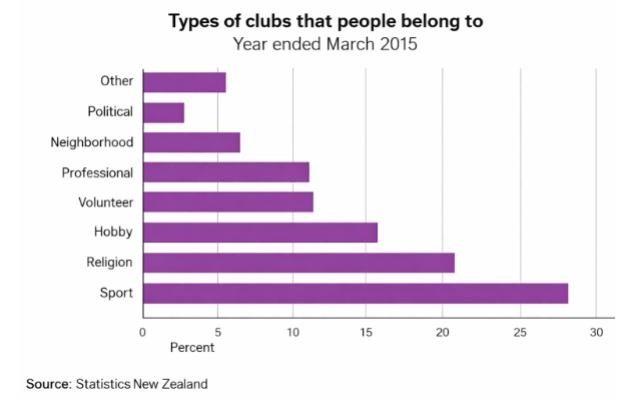 Types of clubs that people belong to
Year ended March 2015
Other
Political
Neighborhood
Professional
Volunteer
Hobby
Religion
Sport
0 5 10 15 20 25 30
Percent
Source: Statistics New Zealand